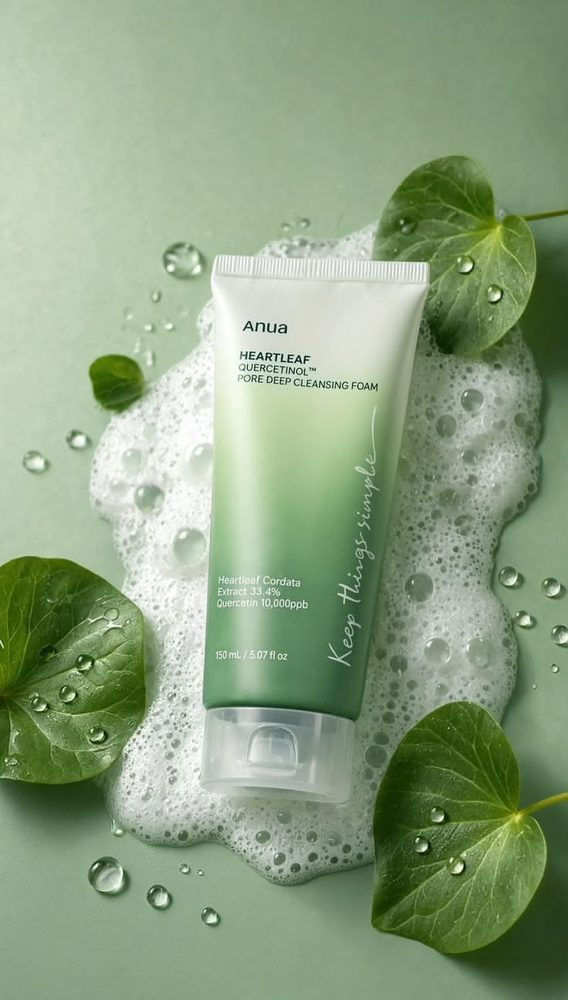 Anua
HEARTLEAF
QUERCETINOL™
PORE DEEP CLEANSING FOAM
Keep things simple
Heartleaf Cordata
Extract 33.4%
Quercetin 10,000ppb
150 mL / 5.07 fl oz